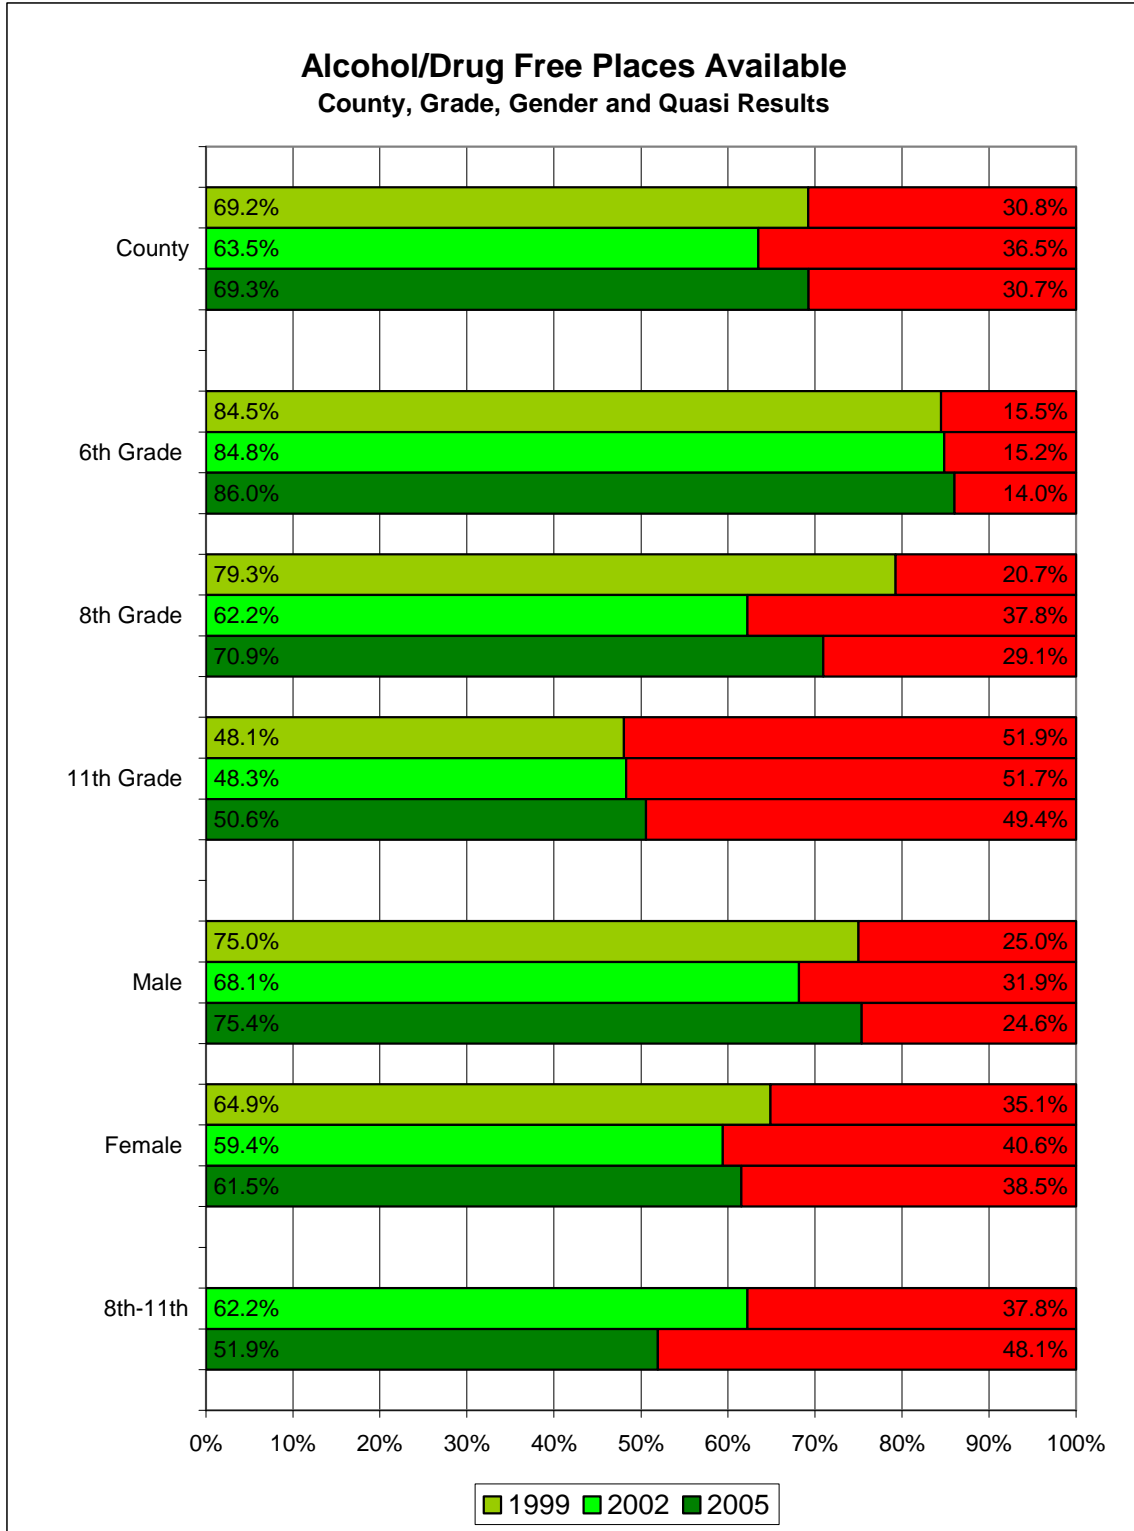 Alcohol/Drug Free Places Available
County, Grade, Gender and Quasi Results
69.2% 30.8%
County 63.5% 36.5%
69.3% 30.7%
84.5% 15.5%
6th Grade 84.8% 15.2%
86.0% 14.0%
79.3% 20.7%
8th Grade 62.2% 37.8%
70.9% 29.1%
48.1% 51.9%
11th Grade 48.3% 51.7%
50.6% 49.4%
75.0% 25.0%
Male 68.1% 31.9%
75.4% 24.6%
64.9% 35.1%
Female 59.4% 40.6%
61.5% 38.5%
8th-11th 62.2% 37.8%
51.9% 48.1%
0% 10% 20% 30% 40% 50% 60% 70% 80% 90% 100%
1999 2002 2005